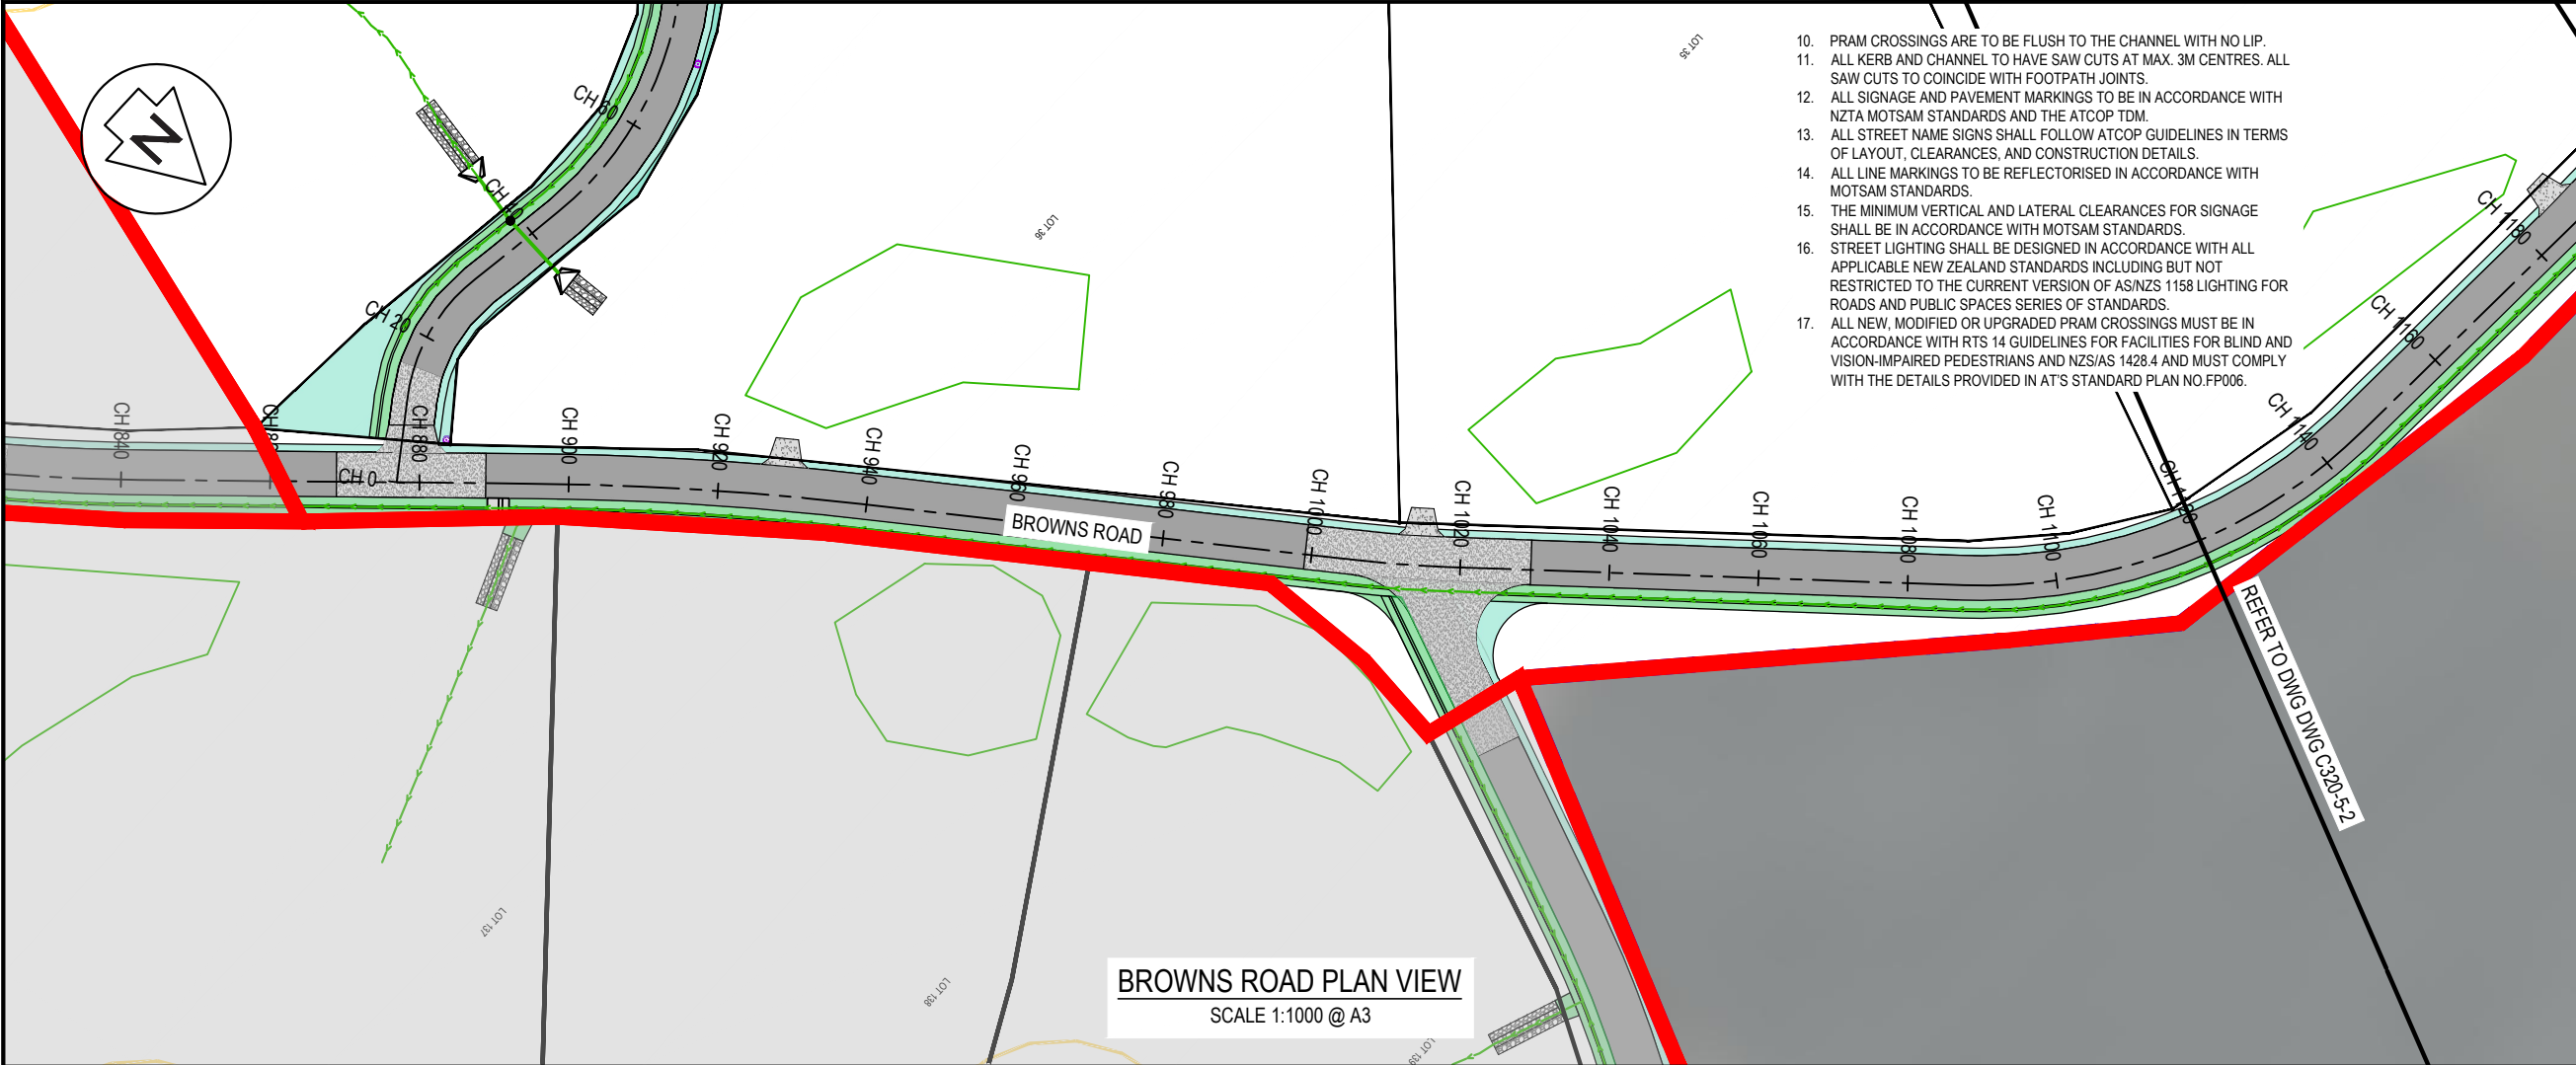 10. PRAM CROSSINGS ARE TO BE FLUSH TO THE CHANNEL WITH NO LIP.
11. ALL KERB AND CHANNEL TO HAVE SAW CUTS AT MAX. 3M CENTRES. ALL
SAW CUTS TO COINCIDE WITH FOOTPATH JOINTS.
12. ALL SIGNAGE AND PAVEMENT MARKINGS TO BE IN ACCORDANCE WITH
NZTA MOTSAM STANDARDS AND THE ATCOP TDM.
13. ALL STREET NAME SIGNS SHALL FOLLOW ATCOP GUIDELINES IN TERMS
OF LAYOUT, CLEARANCES, AND CONSTRUCTION DETAILS.
14. ALL LINE MARKINGS TO BE REFLECTORISED IN ACCORDANCE WITH
MOTSAM STANDARDS.
15. THE MINIMUM VERTICAL AND LATERAL CLEARANCES FOR SIGNAGE
SHALL BE IN ACCORDANCE WITH MOTSAM STANDARDS.
16. STREET LIGHTING SHALL BE DESIGNED IN ACCORDANCE WITH ALL
APPLICABLE NEW ZEALAND STANDARDS INCLUDING BUT NOT
RESTRICTED TO THE CURRENT VERSION OF AS/NZS 1158 LIGHTING FOR
ROADS AND PUBLIC SPACES SERIES OF STANDARDS.
17. ALL NEW, MODIFIED OR UPGRADED PRAM CROSSINGS MUST BE IN
ACCORDANCE WITH RTS 14 GUIDELINES FOR FACILITIES FOR BLIND AND
VISION-IMPAIRED PEDESTRIANS AND NZS/AS 1428.4 AND MUST COMPLY
WITH THE DETAILS PROVIDED IN AT'S STANDARD PLAN NO.FP006.
N
LOT 35
LOT 36
CH 60
CH 40
CH 20
CH 0
CH 840
CH 880
CH 900
CH 920
CH 940
CH 960
CH 980
CH 1000
CH 1020
CH 1040
CH 1060
CH 1080
CH 1100
CH 1120
CH 1140
CH 1160
CH 1180
BROWNS ROAD
REFER TO DWG DWG C320-5-2
LOT 137
LOT 138
LOT 139
BROWNS ROAD PLAN VIEW
SCALE 1:1000 @ A3